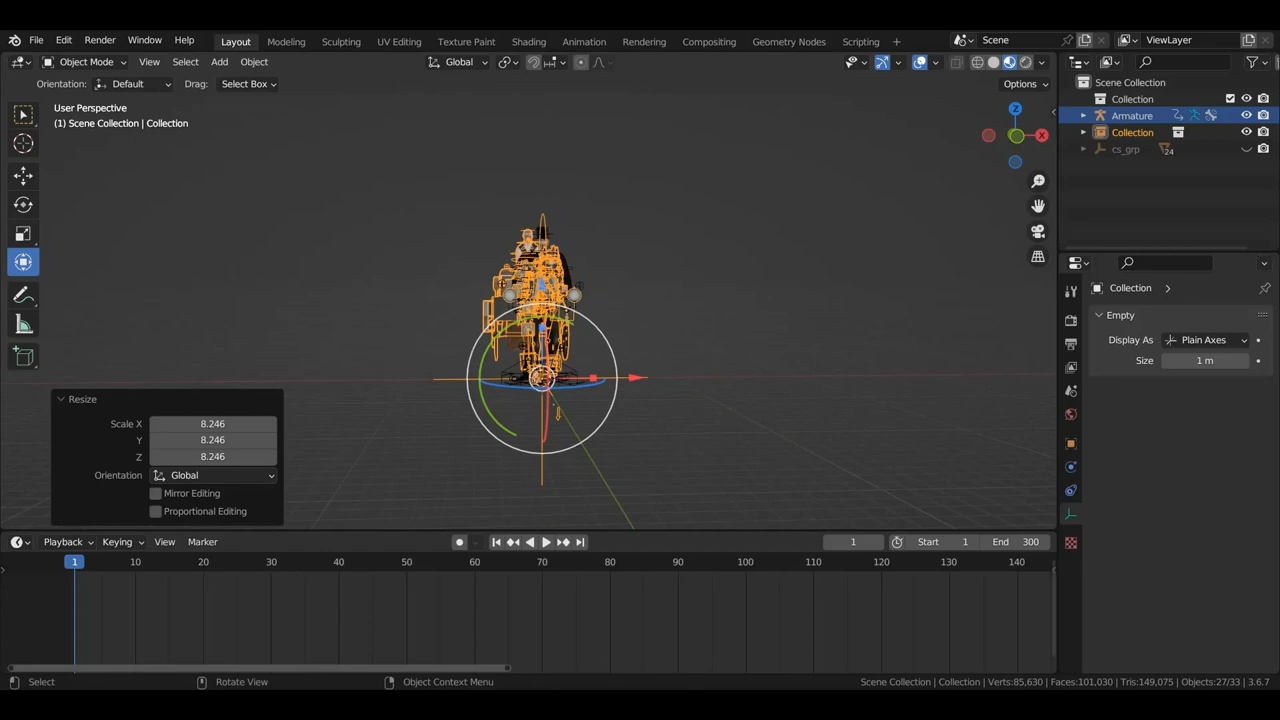 File Edit Render Window Help Layout Modeling Sculpting UV Editing Texture Paint Shading Animation Rendering Compositing Geometry Nodes Scripting + Scene ViewLayer
Object Mode View Select Add Object Global
Orientation: Default Drag: Select Box Options
User Perspective
(1) Scene Collection | Collection
Z
X
Scene Collection
Collection
Armature
Collection
cs_grp 24
Collection
Empty
Display As Plain Axes
Size 1 m
Resize
Scale X 8.246
Y 8.246
Z 8.246
Orientation Global
Mirror Editing
Proportional Editing
Playback Keying View Marker 1 Start 1 End 300
1 10 20 30 40 50 60 70 80 90 100 110 120 130 140
Select Rotate View Object Context Menu Scene Collection | Collection | Verts:85,630 | Faces:101,030 | Tris:149,075 | Objects:27/33 | 3.6.7